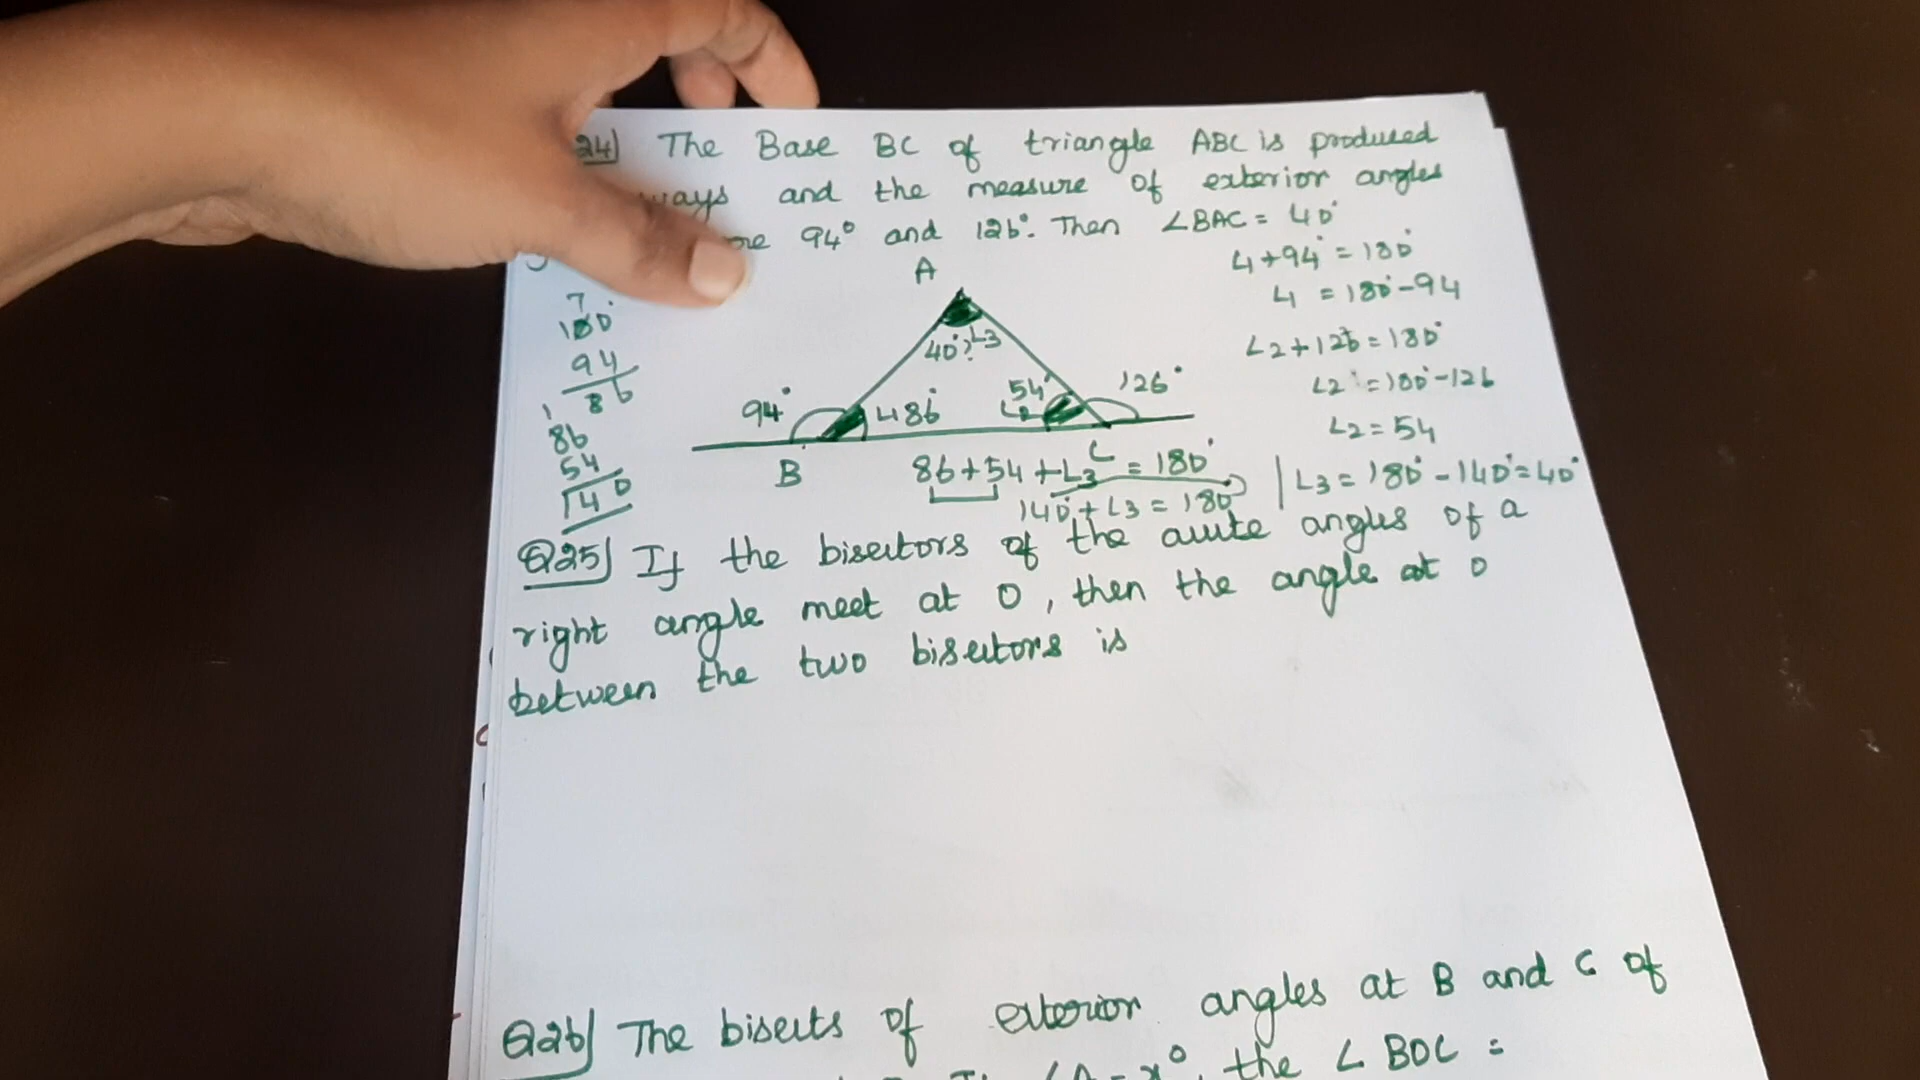 24) The Base BC of triangle ABC is produced
ways and the measure of exterior angles
94° and 126°. Then ∠BAC = 40°
∠1+94° = 180°
∠1 = 180°-94
∠2+126 = 180°
∠2 = 180°-126
∠2 = 54
∠3 = 180° - 140° = 40°
7
180°
94
86
1
86
54
140
A
40°? ∠3
94°
∠1 86°
54°
∠2
126°
B
C
86+54+∠3 = 180°
140°+∠3 = 180°
Q25) If the bisectors of the acute angles of a
right angle meet at O, then the angle at O
between the two bisectors is
Q26) The bisects of exterior angles at B and C of
∠A = x°, the ∠BOC =